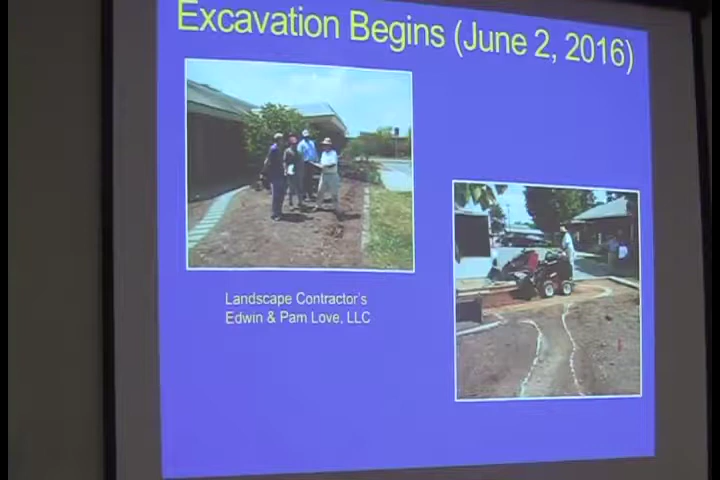 Excavation Begins (June 2, 2016)
Landscape Contractor's
Edwin & Pam Love, LLC